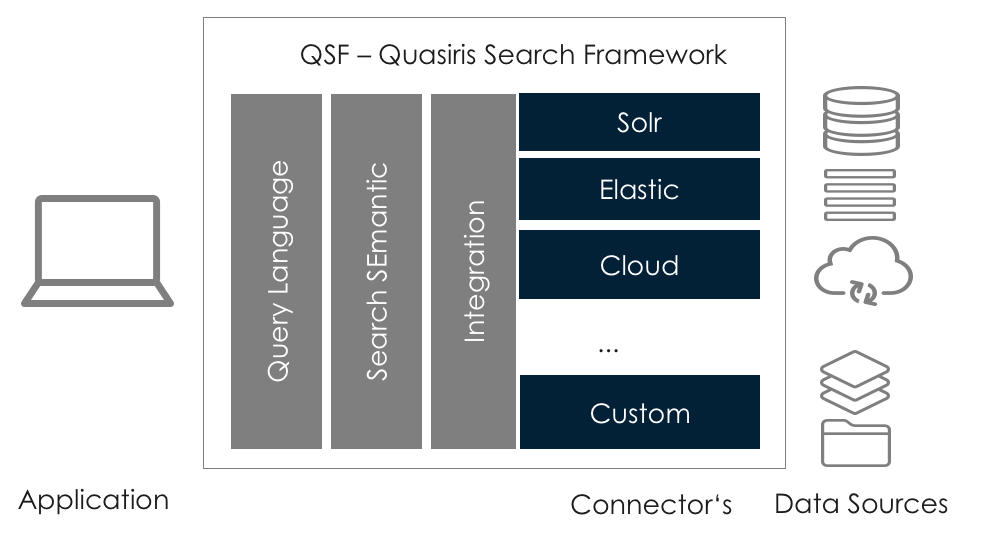 QSF – Quasiris Search Framework
Query Language
Search SEmantic
Integration
Solr
Elastic
Cloud
...
Custom
Application
Connector‘s
Data Sources